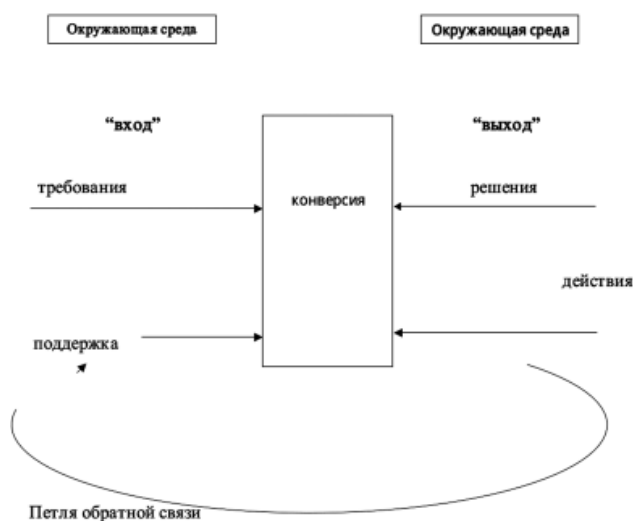 Окружающая среда
Окружающая среда
“вход”
“выход”
требования
решения
конверсия
действия
поддержка
Петля обратной связи